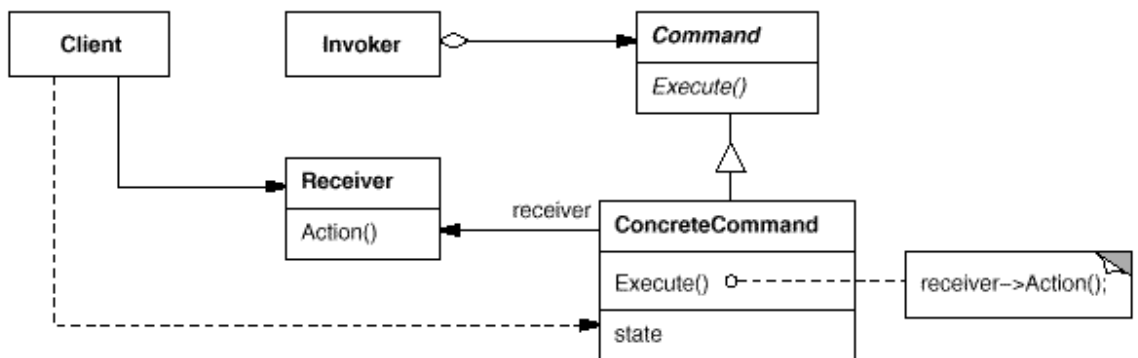 Client
Invoker
Command
Execute()
Receiver
Action()
receiver
ConcreteCommand
Execute()
receiver->Action();
state